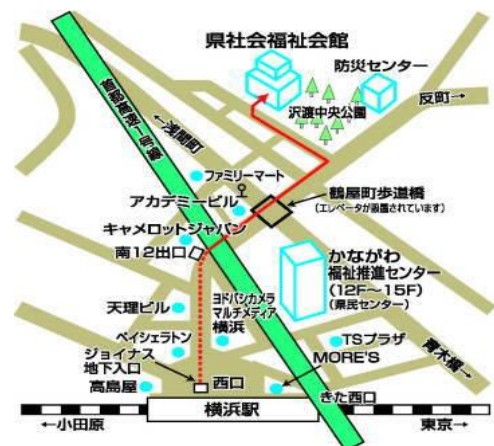 県社会福祉会館
防災センター
反町→
沢渡中央公園
首都高速一号線
←浅間町
ファミリーマート
アカデミービル
鶴屋町歩道橋
(エレベータが設置されています)
キャメロットジャパン
南12出口
かながわ
福祉推進センター
(12F～15F)
(県民センター)
天理ビル
ヨドバシカメラ
マルチメディア
横浜
ベイシェラトン
TSプラザ
青木橋→
ジョイナス
地下入口
MORE'S
高島屋
西口
きた西口
横浜駅
←小田原
東京→